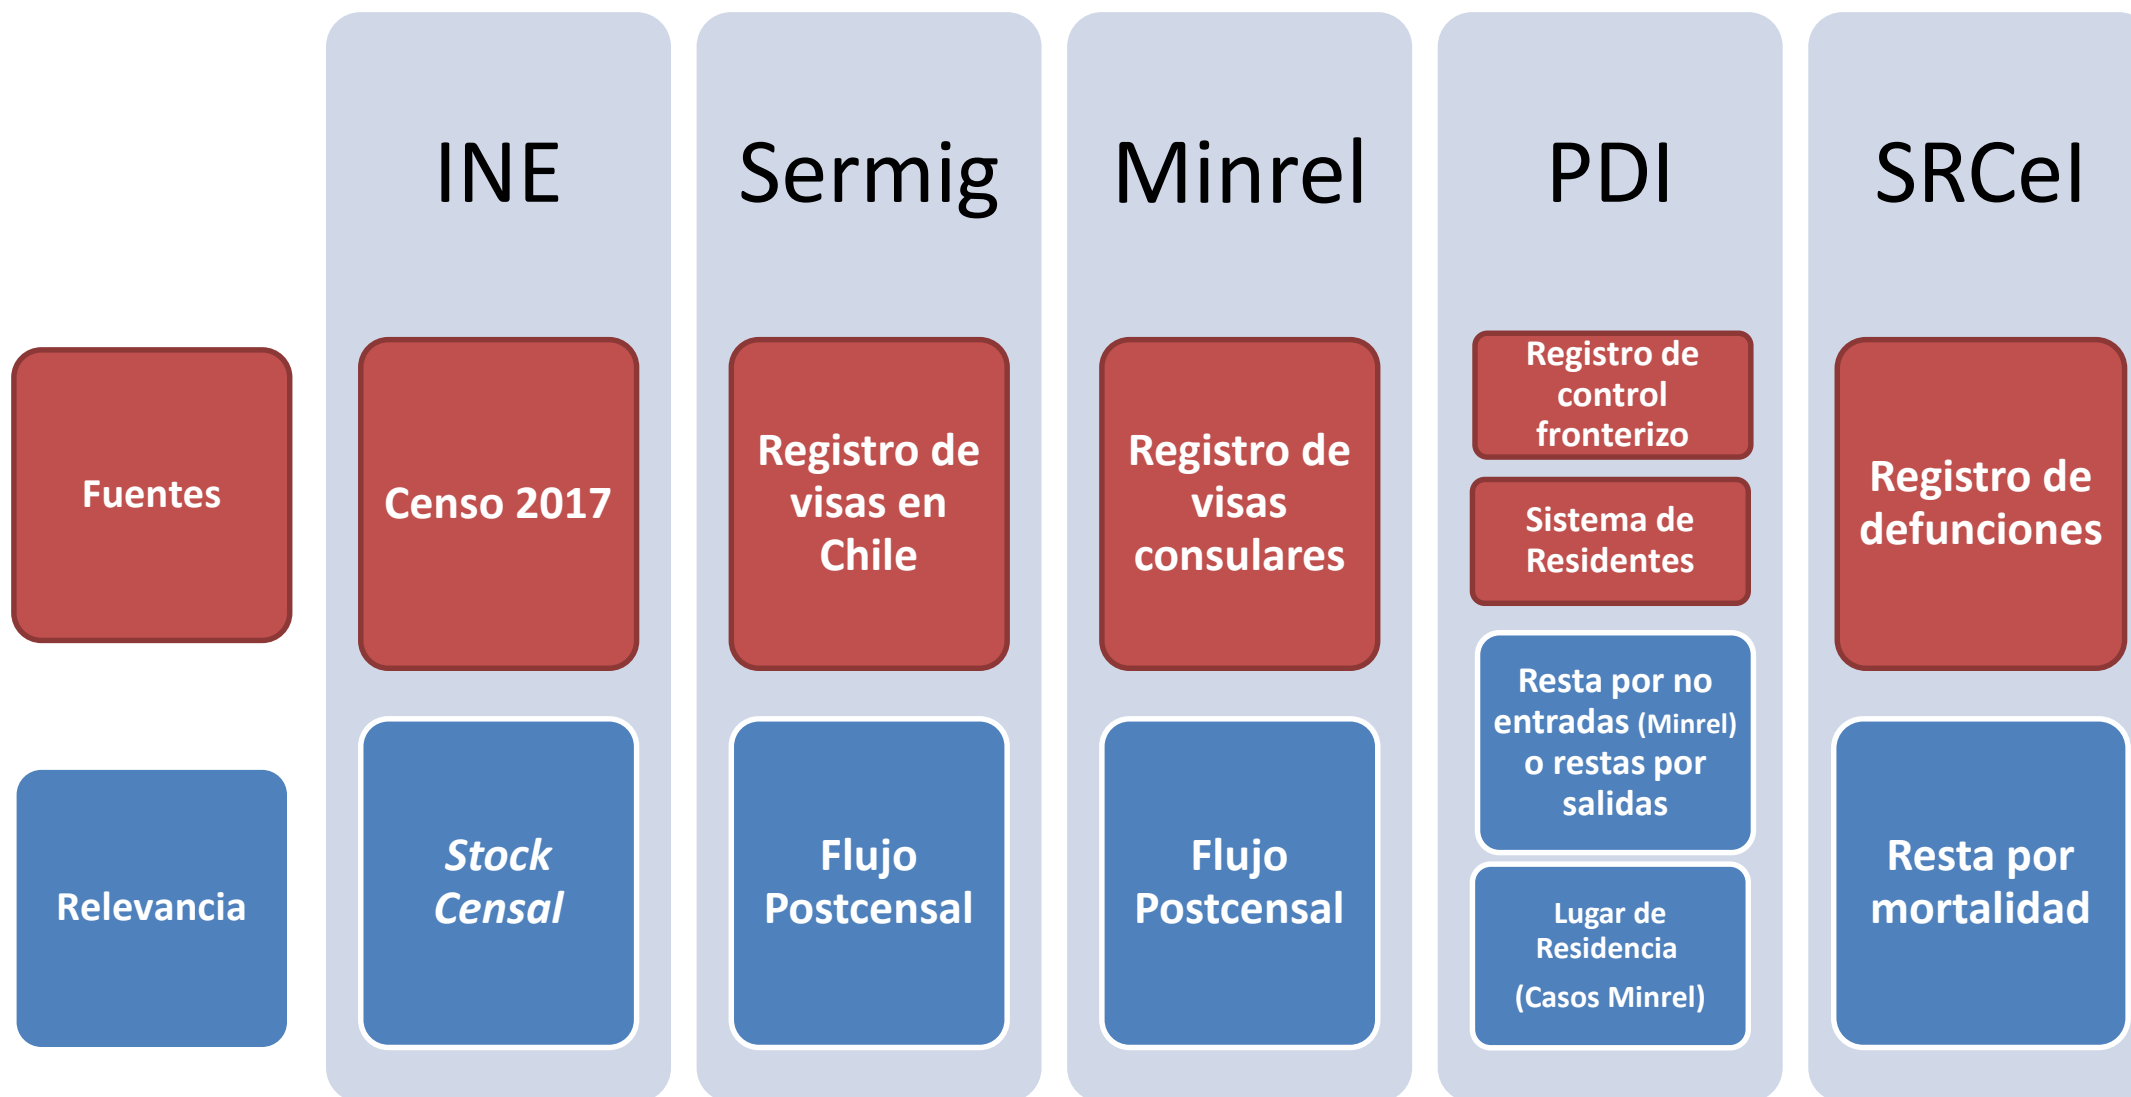 INE
Sermig
Minrel
PDI
SRCeI
Fuentes
Censo 2017
Registro de
visas en
Chile
Registro de
visas
consulares
Registro de
control
fronterizo
Sistema de
Residentes
Registro de
defunciones
Relevancia
Stock
Censal
Flujo
Postcensal
Flujo
Postcensal
Resta por no
entradas (Minrel)
o restas por
salidas
Lugar de
Residencia
(Casos Minrel)
Resta por
mortalidad